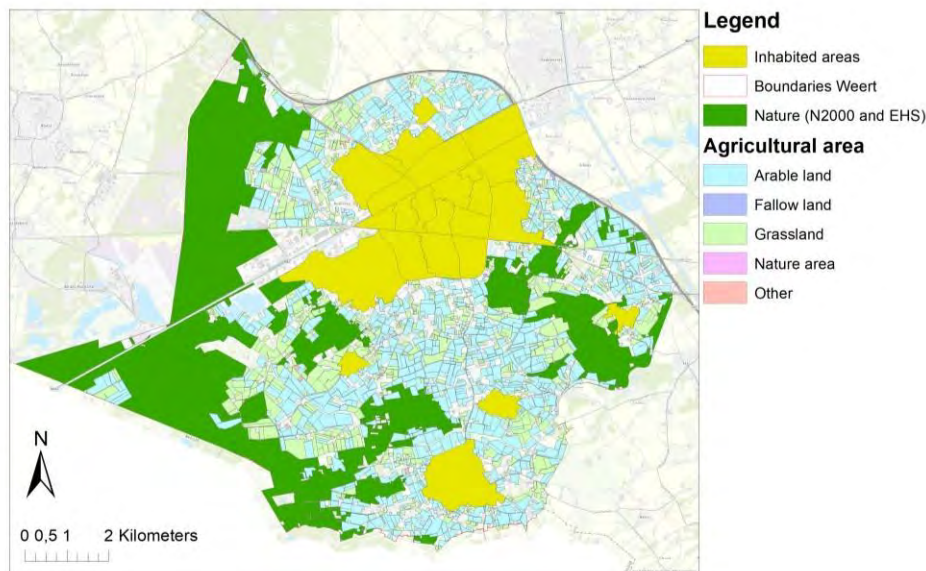 Legend
Inhabited areas
Boundaries Weert
Nature (N2000 and EHS)
Agricultural area
Arable land
Fallow land
Grassland
Nature area
Other
N
0 0,5 1 2 Kilometers